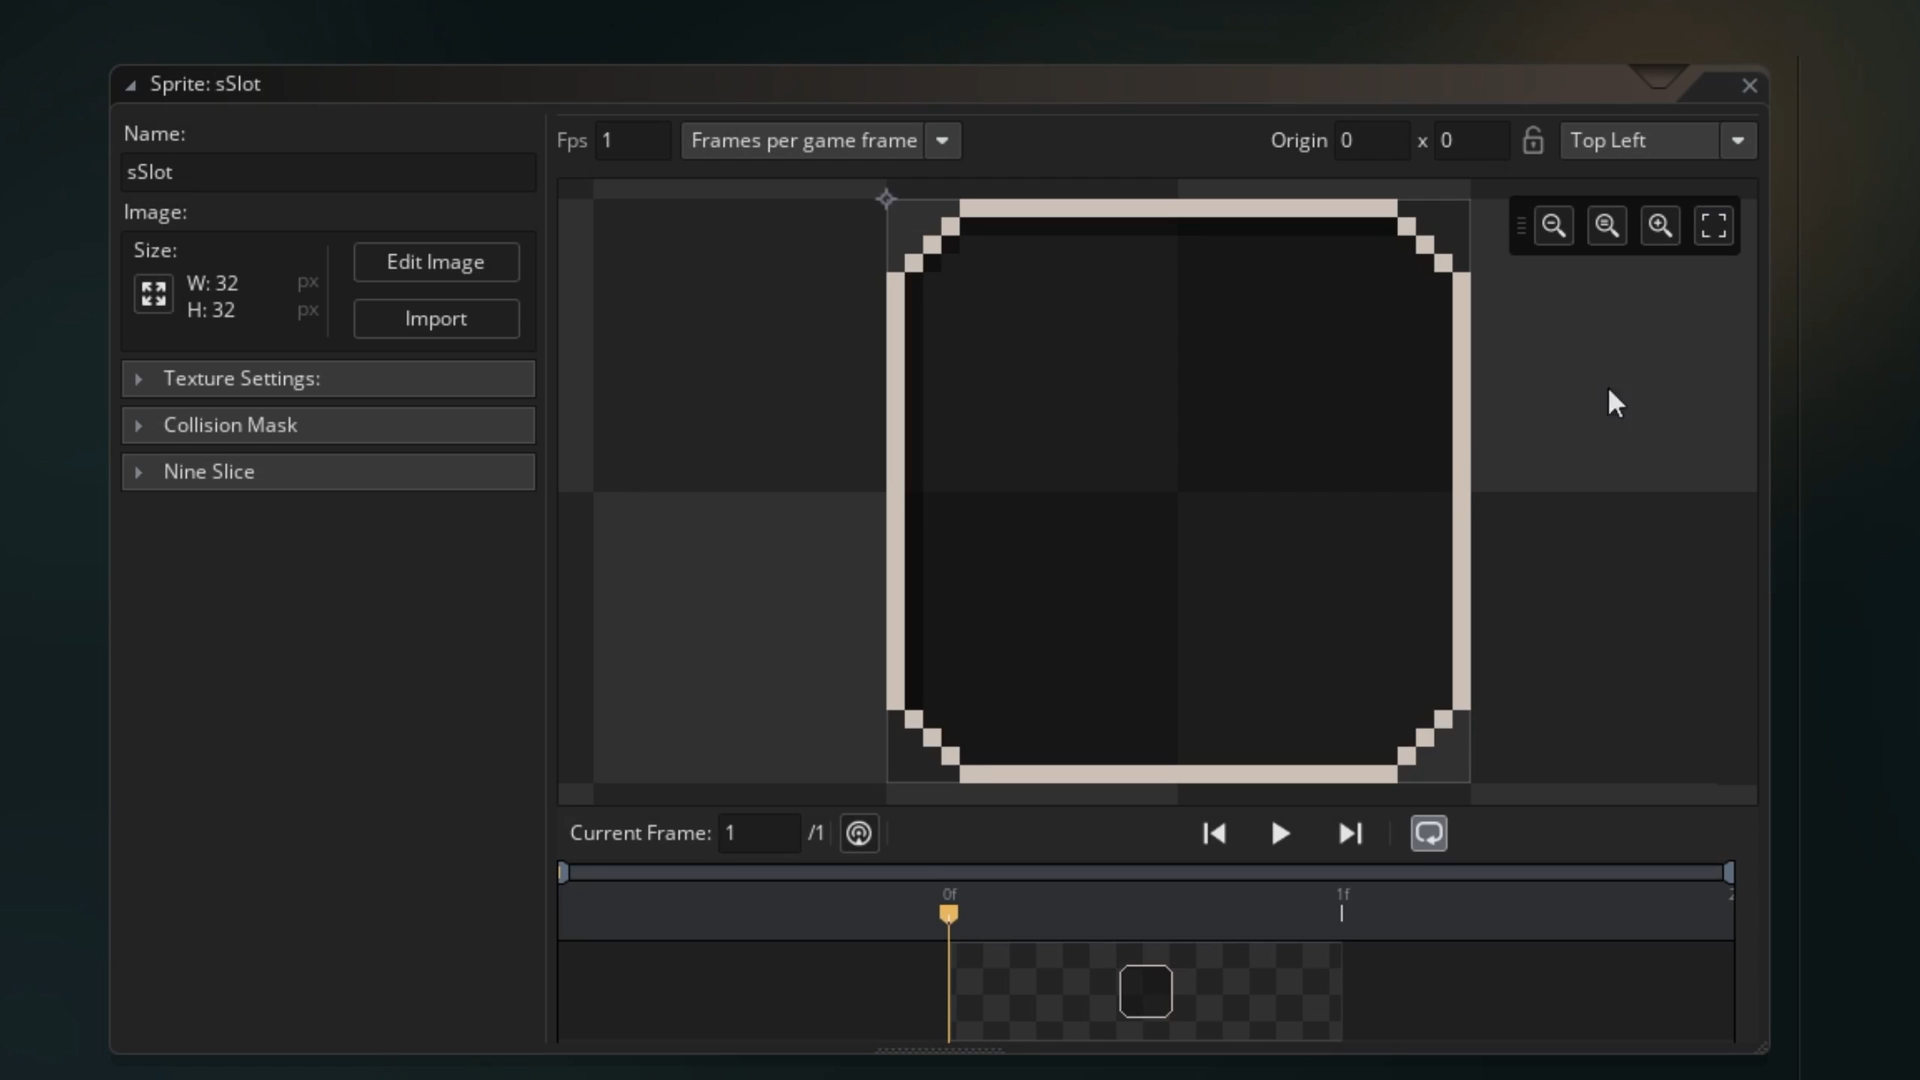 Sprite: sSlot
Name:
sSlot
Image:
Size:
W: 32 px
H: 32 px
Edit Image
Import
Texture Settings:
Collision Mask
Nine Slice
Fps 1 Frames per game frame
Origin 0 x 0 Top Left
Current Frame: 1 /1
0f 1f